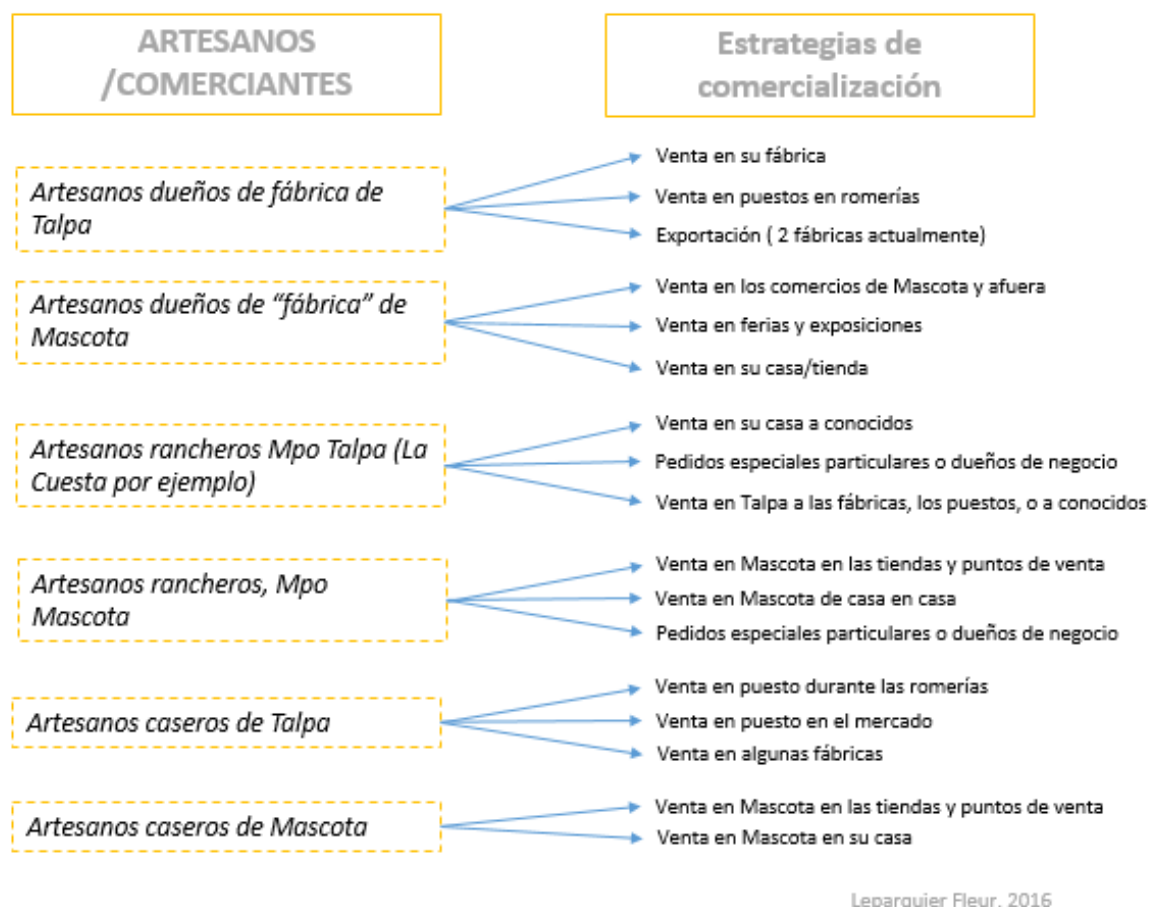 ARTESANOS
/COMERCIANTES
Estrategias de
comercialización
Artesanos dueños de fábrica de
Talpa
Venta en su fábrica
Venta en puestos en romerías
Exportación ( 2 fábricas actualmente)
Artesanos dueños de “fábrica” de
Mascota
Venta en los comercios de Mascota y afuera
Venta en ferias y exposiciones
Venta en su casa/tienda
Artesanos rancheros Mpo Talpa (La
Cuesta por ejemplo)
Venta en su casa a conocidos
Pedidos especiales particulares o dueños de negocio
Venta en Talpa a las fábricas, los puestos, o a conocidos
Artesanos rancheros, Mpo
Mascota
Venta en Mascota en las tiendas y puntos de venta
Venta en Mascota de casa en casa
Pedidos especiales particulares o dueños de negocio
Artesanos caseros de Talpa
Venta en puesto durante las romerías
Venta en puesto en el mercado
Venta en algunas fábricas
Artesanos caseros de Mascota
Venta en Mascota en las tiendas y puntos de venta
Venta en Mascota en su casa
Leparquier Fleur, 2016